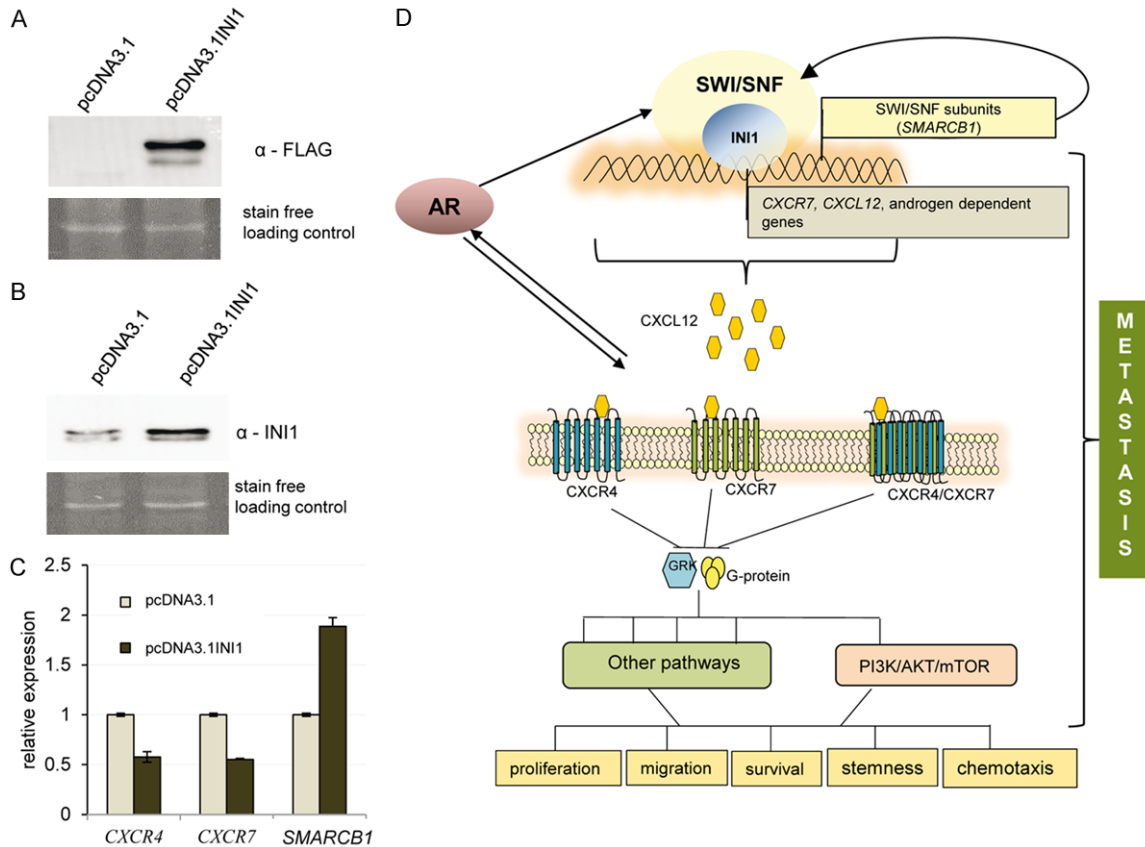 A
pcDNA3.1
pcDNA3.1INI1
α - FLAG
stain free
loading control
B
pcDNA3.1
pcDNA3.1INI1
α - INI1
stain free
loading control
C
relative expression
2.5
2
1.5
1
0.5
0
pcDNA3.1
pcDNA3.1INI1
CXCR4
CXCR7
SMARCB1
D
SWI/SNF
INI1
SWI/SNF subunits
(SMARCB1)
AR
CXCR7, CXCL12, androgen dependent
genes
CXCL12
CXCR4
CXCR7
CXCR4/CXCR7
GRK
G-protein
Other pathways
PI3K/AKT/mTOR
proliferation
migration
survival
stemness
chemotaxis
METASTASIS